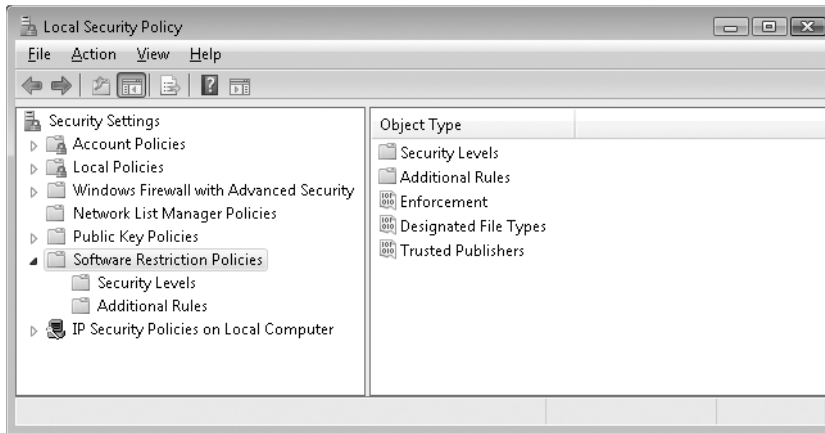 Local Security Policy
File Action View Help
Security Settings
Account Policies
Local Policies
Windows Firewall with Advanced Security
Network List Manager Policies
Public Key Policies
Software Restriction Policies
Security Levels
Additional Rules
IP Security Policies on Local Computer
Object Type
Security Levels
Additional Rules
Enforcement
Designated File Types
Trusted Publishers